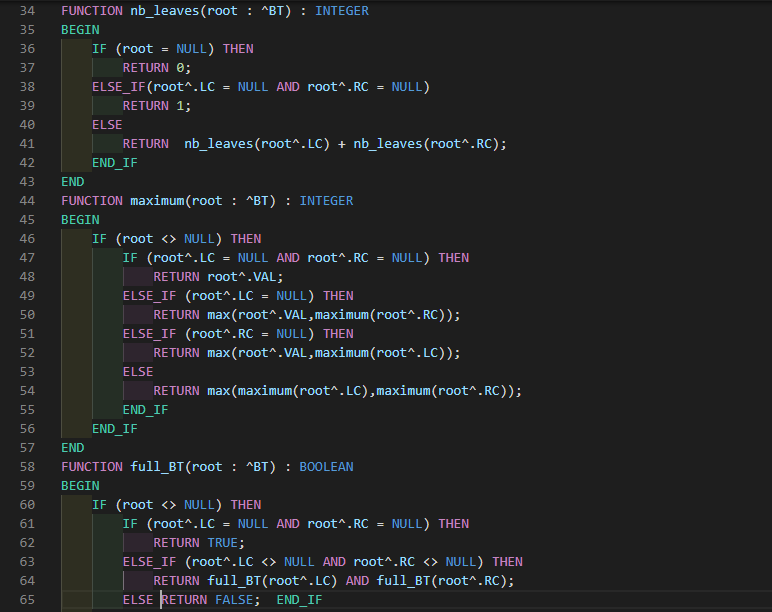 34 FUNCTION nb_leaves(root : ^BT) : INTEGER
35 BEGIN
36 IF (root = NULL) THEN
37 RETURN 0;
38 ELSE_IF(root^.LC = NULL AND root^.RC = NULL)
39 RETURN 1;
40 ELSE
41 RETURN  nb_leaves(root^.LC) + nb_leaves(root^.RC);
42 END_IF
43 END
44 FUNCTION maximum(root : ^BT) : INTEGER
45 BEGIN
46 IF (root <> NULL) THEN
47 IF (root^.LC = NULL AND root^.RC = NULL) THEN
48 RETURN root^.VAL;
49 ELSE_IF (root^.LC = NULL) THEN
50 RETURN max(root^.VAL,maximum(root^.RC));
51 ELSE_IF (root^.RC = NULL) THEN
52 RETURN max(root^.VAL,maximum(root^.LC));
53 ELSE
54 RETURN max(maximum(root^.LC),maximum(root^.RC));
55 END_IF
56 END_IF
57 END
58 FUNCTION full_BT(root : ^BT) : BOOLEAN
59 BEGIN
60 IF (root <> NULL) THEN
61 IF (root^.LC = NULL AND root^.RC = NULL) THEN
62 RETURN TRUE;
63 ELSE_IF (root^.LC <> NULL AND root^.RC <> NULL) THEN
64 RETURN full_BT(root^.LC) AND full_BT(root^.RC);
65 ELSE RETURN FALSE;  END_IF